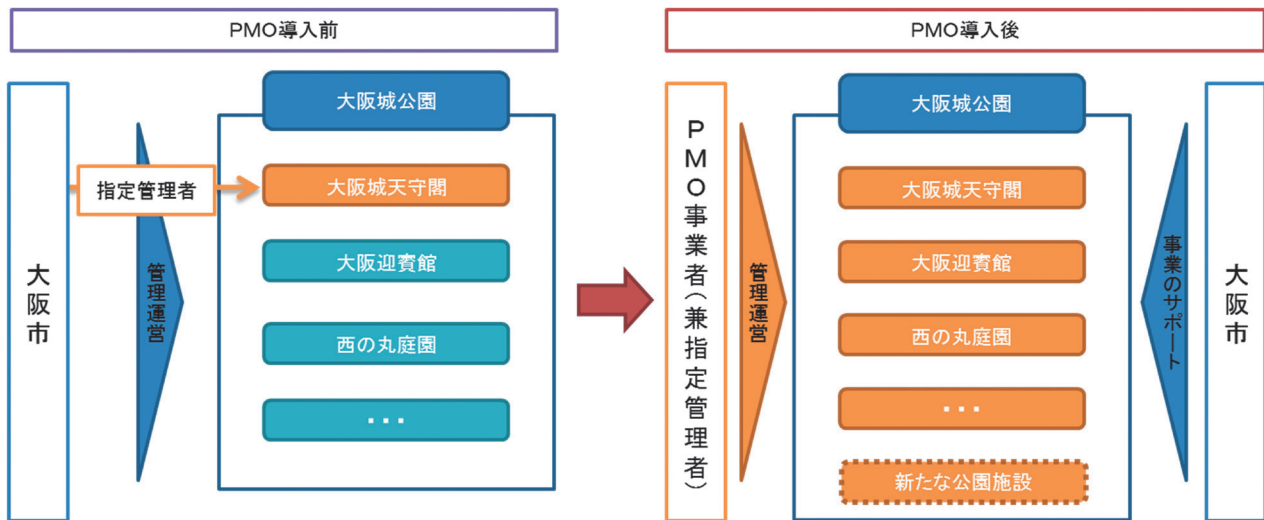 PMO導入前
大阪市
指定管理者
管理運営
大阪城公園
大阪城天守閣
大阪迎賓館
西の丸庭園
・・・
PMO導入後
PMO事業者(兼指定管理者)
管理運営
大阪城公園
大阪城天守閣
大阪迎賓館
西の丸庭園
・・・
新たな公園施設
事業のサポート
大阪市